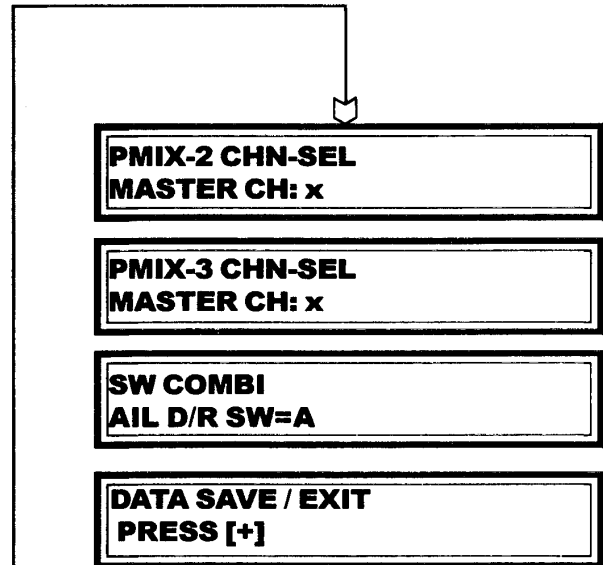 PMIX-2 CHN-SEL
MASTER CH: x
PMIX-3 CHN-SEL
MASTER CH: x
SW COMBI
AIL D/R SW=A
DATA SAVE / EXIT
PRESS [+]